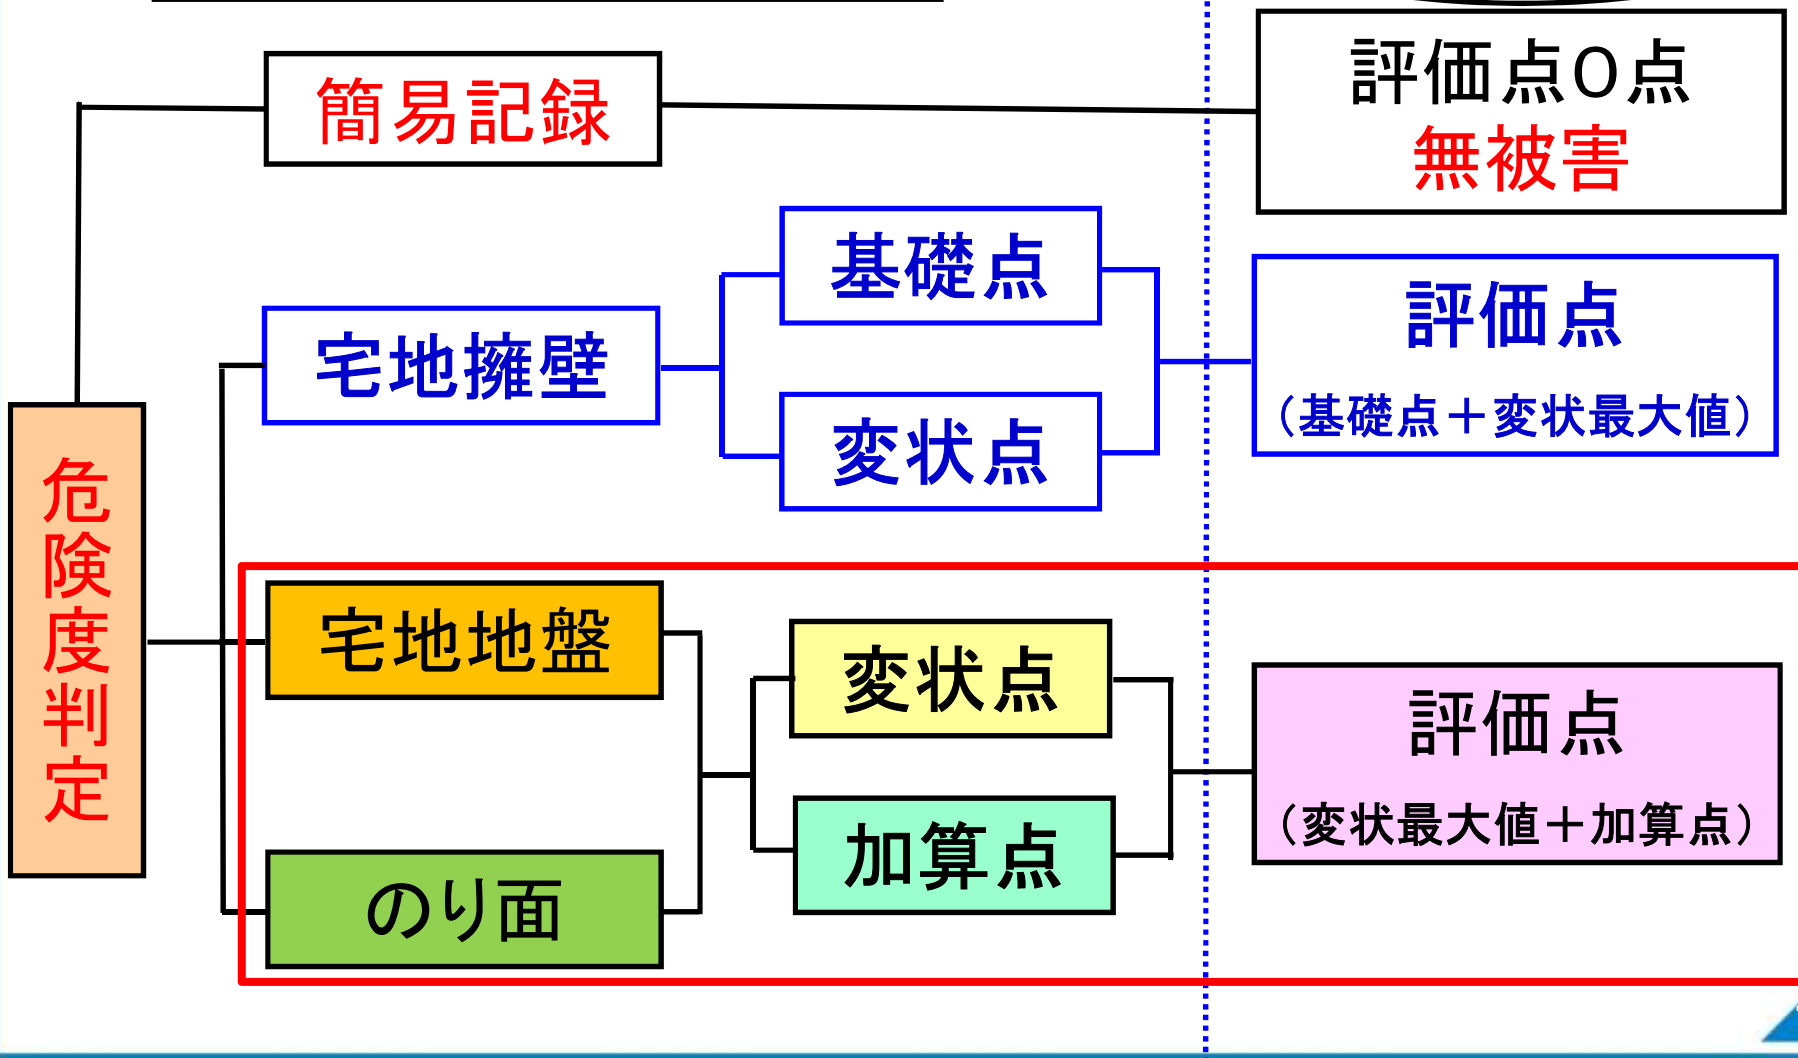 簡易記録
評価点0点
無被害
宅地擁壁
基礎点
変状点
評価点
（基礎点＋変状最大値）
危険度判定
宅地地盤
のり面
変状点
加算点
評価点
（変状最大値＋加算点）